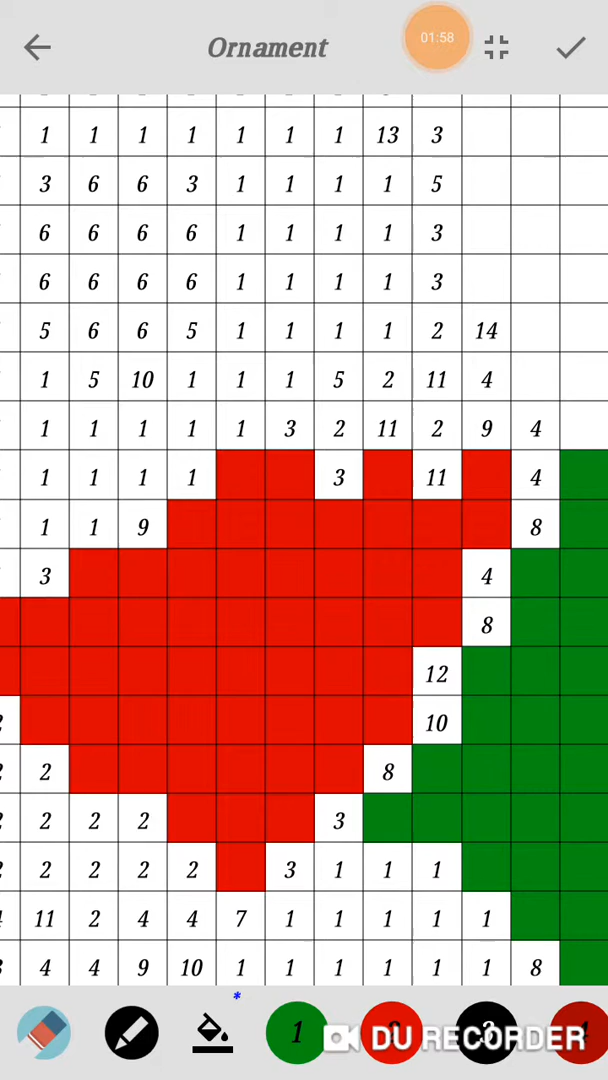 Ornament 01:58
1 1 1 1 1 1 1 13 3
3 6 6 3 1 1 1 1 5
6 6 6 6 1 1 1 1 3
6 6 6 6 1 1 1 1 3
5 6 6 5 1 1 1 1 2 14
1 5 10 1 1 1 5 2 11 4
1 1 1 1 1 3 2 11 2 9 4
1 1 1 1 3 11 4
1 1 9 8
3 4
8
12
2 10
2 2 8
2 2 2 2 3
2 2 2 2 2 3 1 1 1
4 11 2 4 4 7 1 1 1 1 1
4 4 9 10 1 1 1 1 1 1 8
*
1 3
DU RECORDER